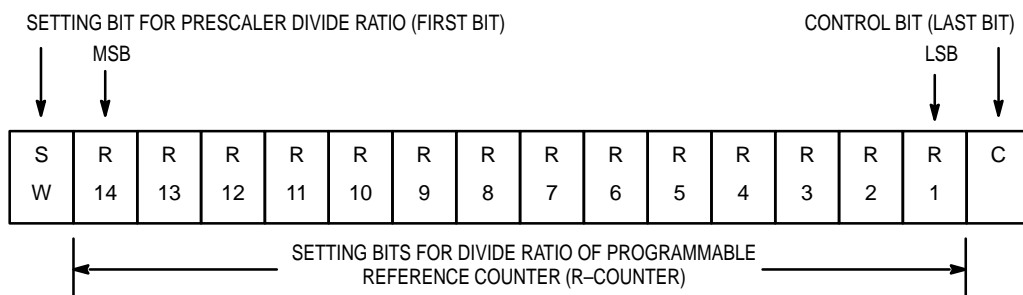 SETTING BIT FOR PRESCALER DIVIDE RATIO (FIRST BIT) CONTROL BIT (LAST BIT)
MSB LSB
S R R R R R R R R R R R R R R C
W 14 13 12 11 10 9 8 7 6 5 4 3 2 1
SETTING BITS FOR DIVIDE RATIO OF PROGRAMMABLE
REFERENCE COUNTER (R–COUNTER)